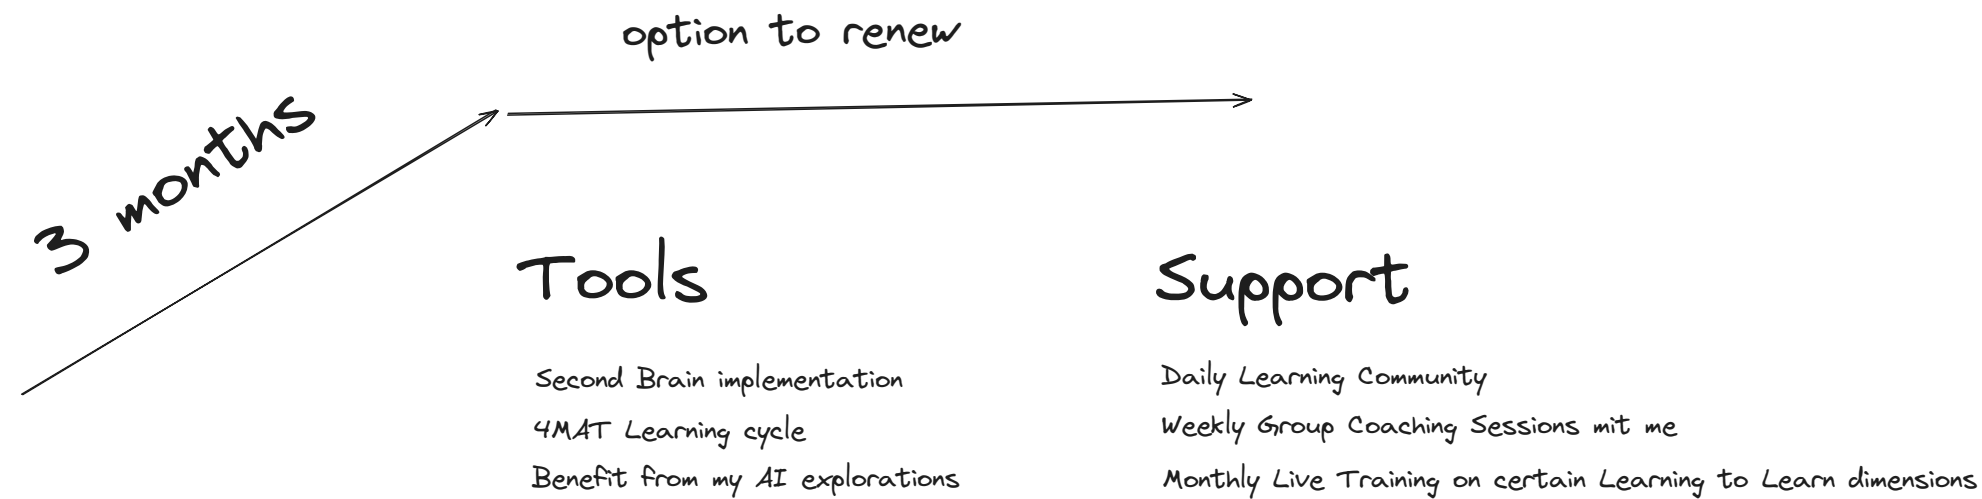 option to renew
3 months
Tools
Second Brain implementation
4MAT Learning cycle
Benefit from my AI explorations
Support
Daily Learning Community
Weekly Group Coaching Sessions mit me
Monthly Live Training on certain Learning to Learn dimensions